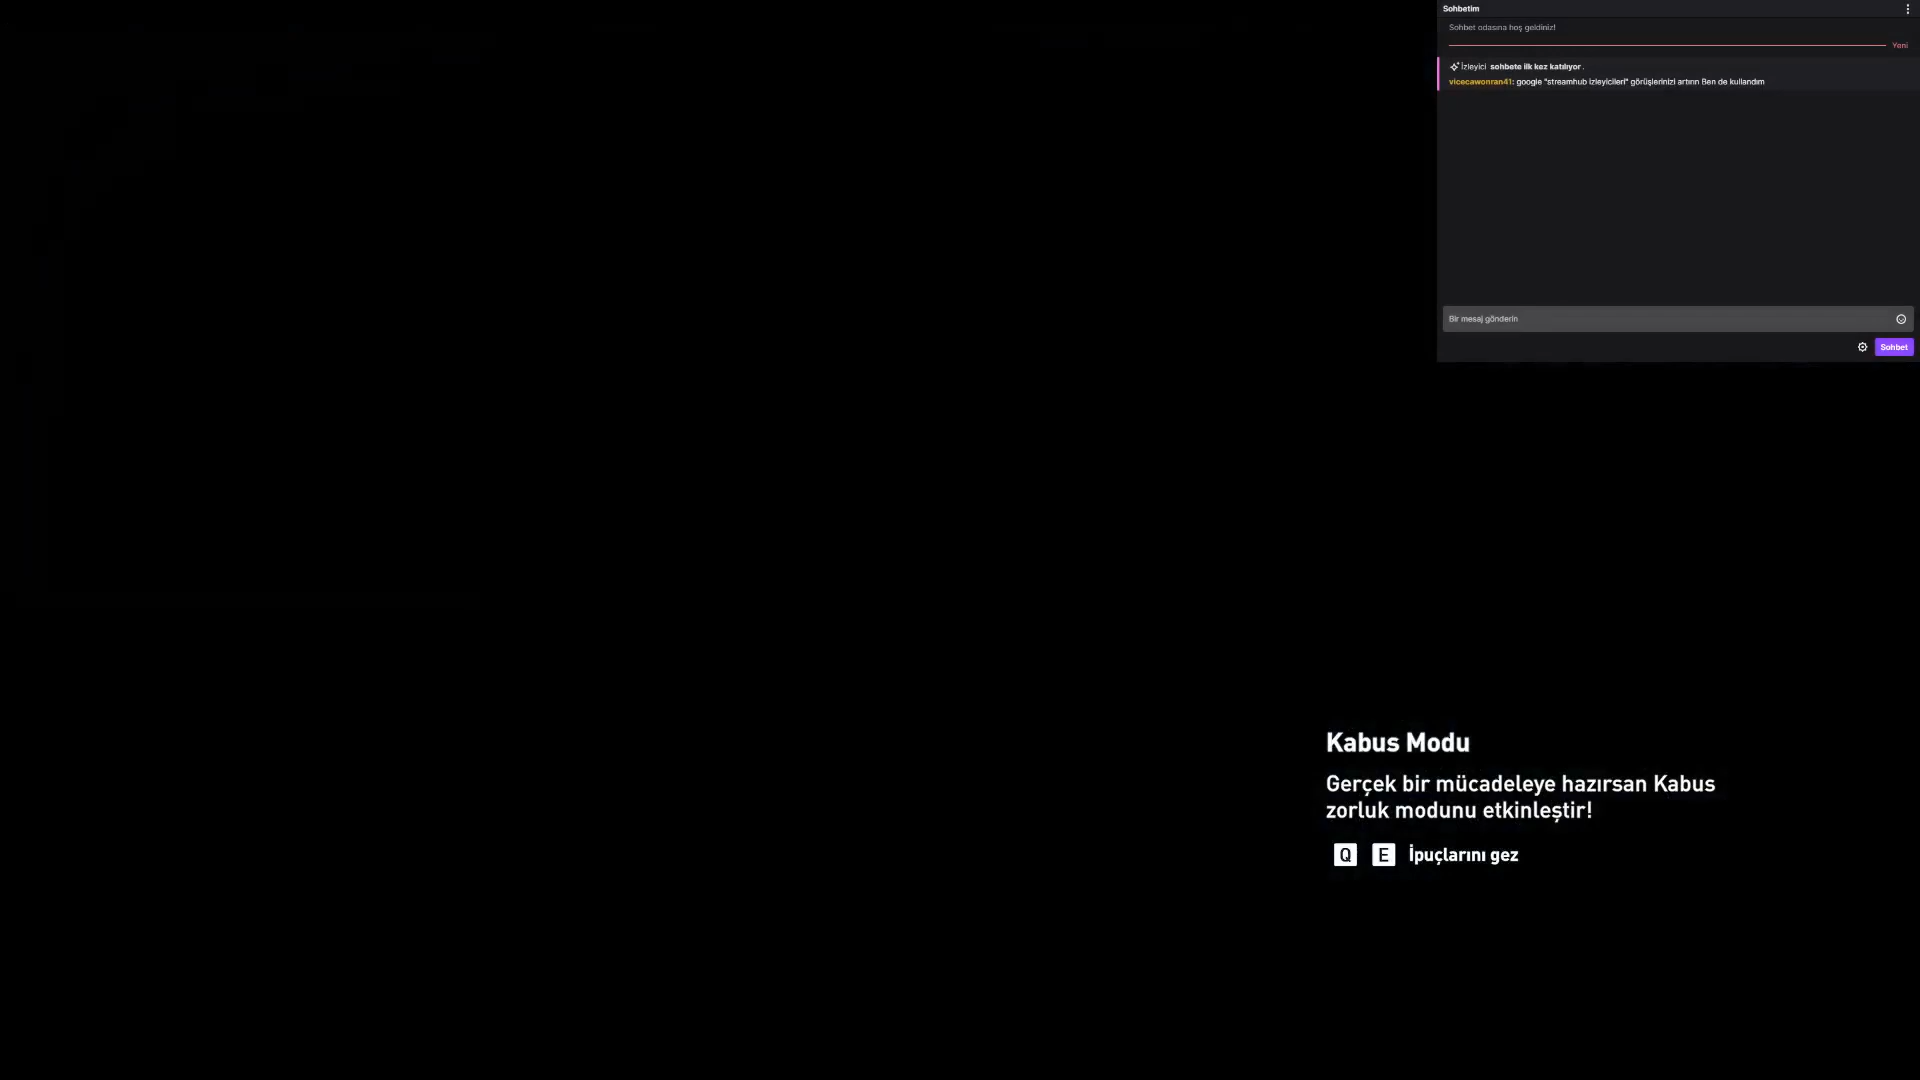 Sohbetim
Sohbet odasına hoş geldiniz!
Yeni
İzleyici sohbete ilk kez katılıyor.
vicecawonran41: google "streamhub izleyicileri" görüşlerinizi artırın Ben de kullandım
Bir mesaj gönderin
Sohbet
Kabus Modu
Gerçek bir mücadeleye hazırsan Kabus
zorluk modunu etkinleştir!
Q E İpuçlarını gez